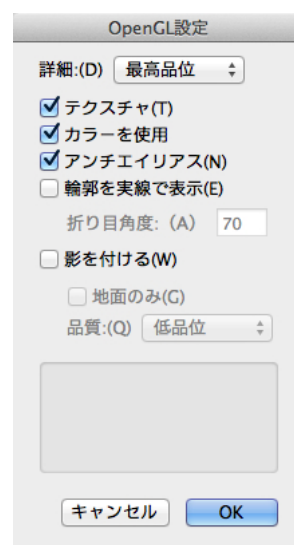 OpenGL設定
詳細:(D) 最高品位
テクスチャ(T)
カラーを使用
アンチエイリアス(N)
輪郭を実線で表示(E)
折り目角度:（A） 70
影を付ける(W)
地面のみ(G)
品質:(Q) 低品位
キャンセル OK